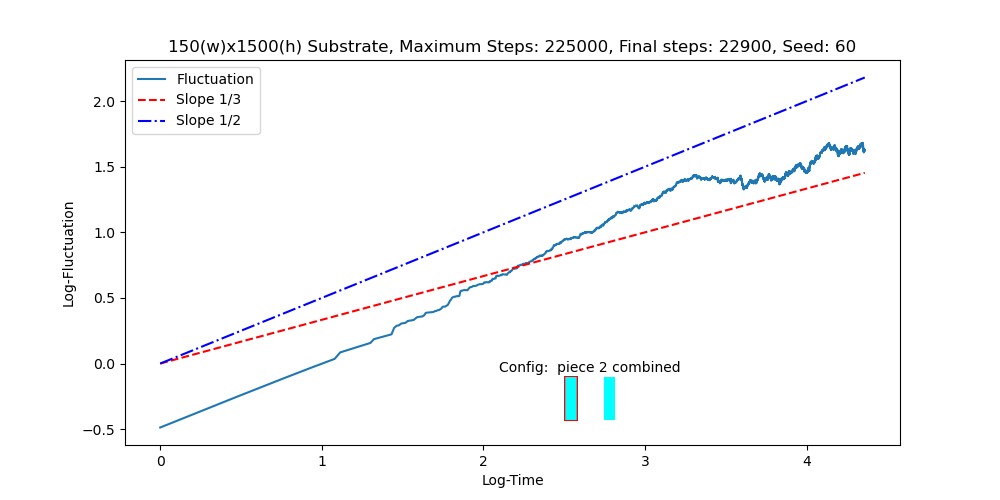 150(w)x1500(h) Substrate, Maximum Steps: 225000, Final steps: 22900, Seed: 60
Fluctuation
Slope 1/3
Slope 1/2
2.0
1.5
1.0
0.5
0.0
−0.5
Log-Fluctuation
Config:  piece 2 combined
0
1
2
3
4
Log-Time